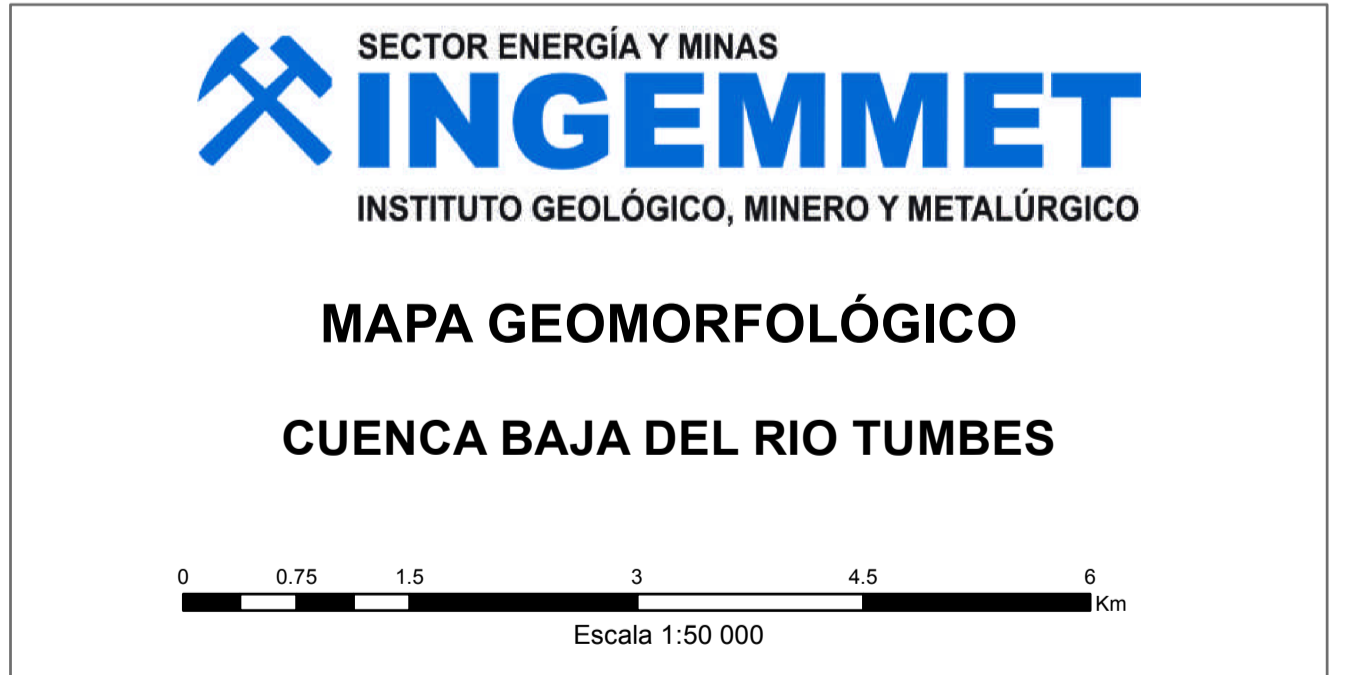 SECTOR ENERGÍA Y MINAS
INGEMMET
INSTITUTO GEOLÓGICO, MINERO Y METALÚRGICO
MAPA GEOMORFOLÓGICO
CUENCA BAJA DEL RIO TUMBES
0 0.75 1.5 3 4.5 6
Km
Escala 1:50 000